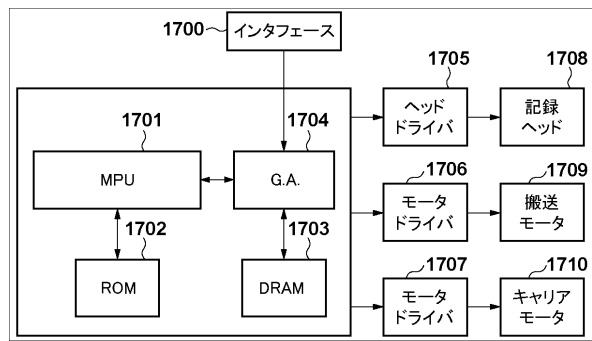 1700
インタフェース
1705
1708
ヘッド
ドライバ
記録
ヘッド
1701
1704
MPU
G.A.
1706
1709
モータ
ドライバ
搬送
モータ
1702
1703
ROM
DRAM
1707
1710
モータ
ドライバ
キャリア
モータ